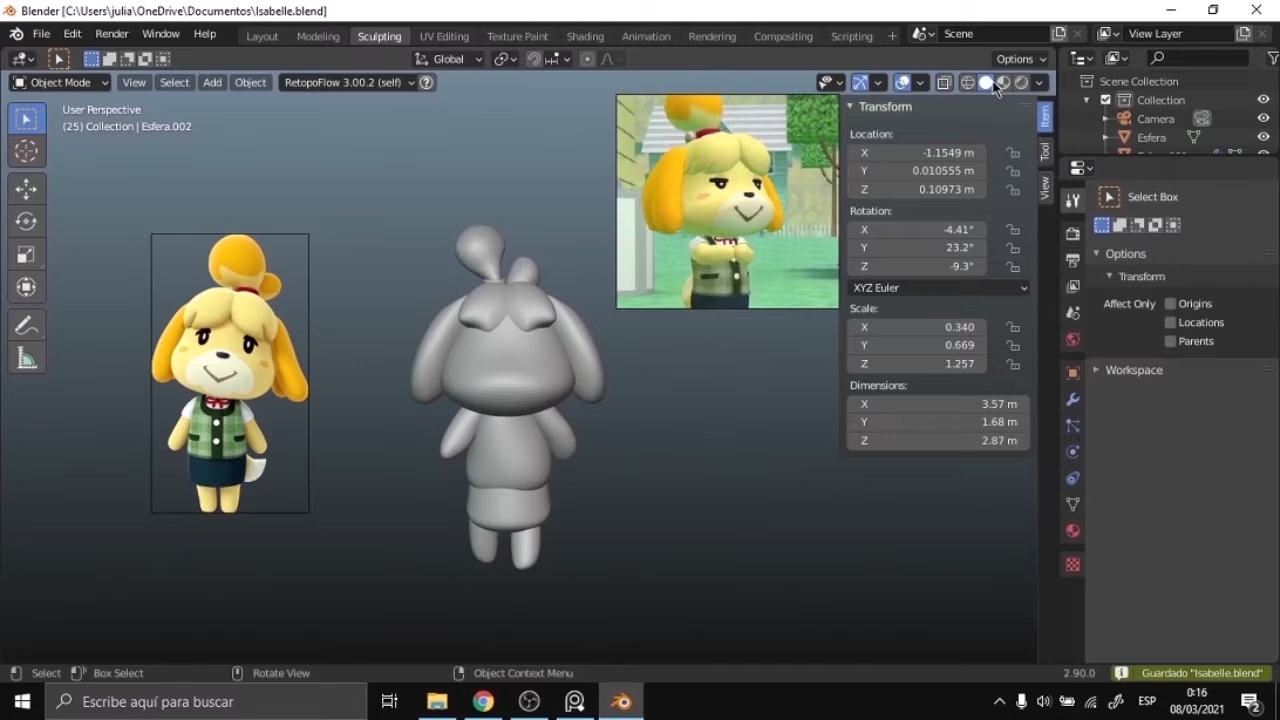 Blender [C:\Users\julia\OneDrive\Documentos\Isabelle.blend]
File Edit Render Window Help Layout Modeling Sculpting UV Editing Texture Paint Shading Animation Rendering Compositing Scripting + Scene View Layer
Global Options
Object Mode View Select Add Object RetopoFlow 3.00.2 (self)
User Perspective
(25) Collection | Esfera.002
Transform
Location:
X -1.1549 m
Y 0.010555 m
Z 0.10973 m
Rotation:
X -4.41°
Y 23.2°
Z -9.3°
XYZ Euler
Scale:
X 0.340
Y 0.669
Z 1.257
Dimensions:
X 3.57 m
Y 1.68 m
Z 2.87 m
Item
Tool
View
Scene Collection
Collection
Camera
Esfera
Select Box
Options
Transform
Affect Only Origins
Locations
Parents
Workspace
Select Box Select Rotate View Object Context Menu 2.90.0 Guardado "Isabelle.blend"
Escribe aquí para buscar
ESP
0:16
08/03/2021
2